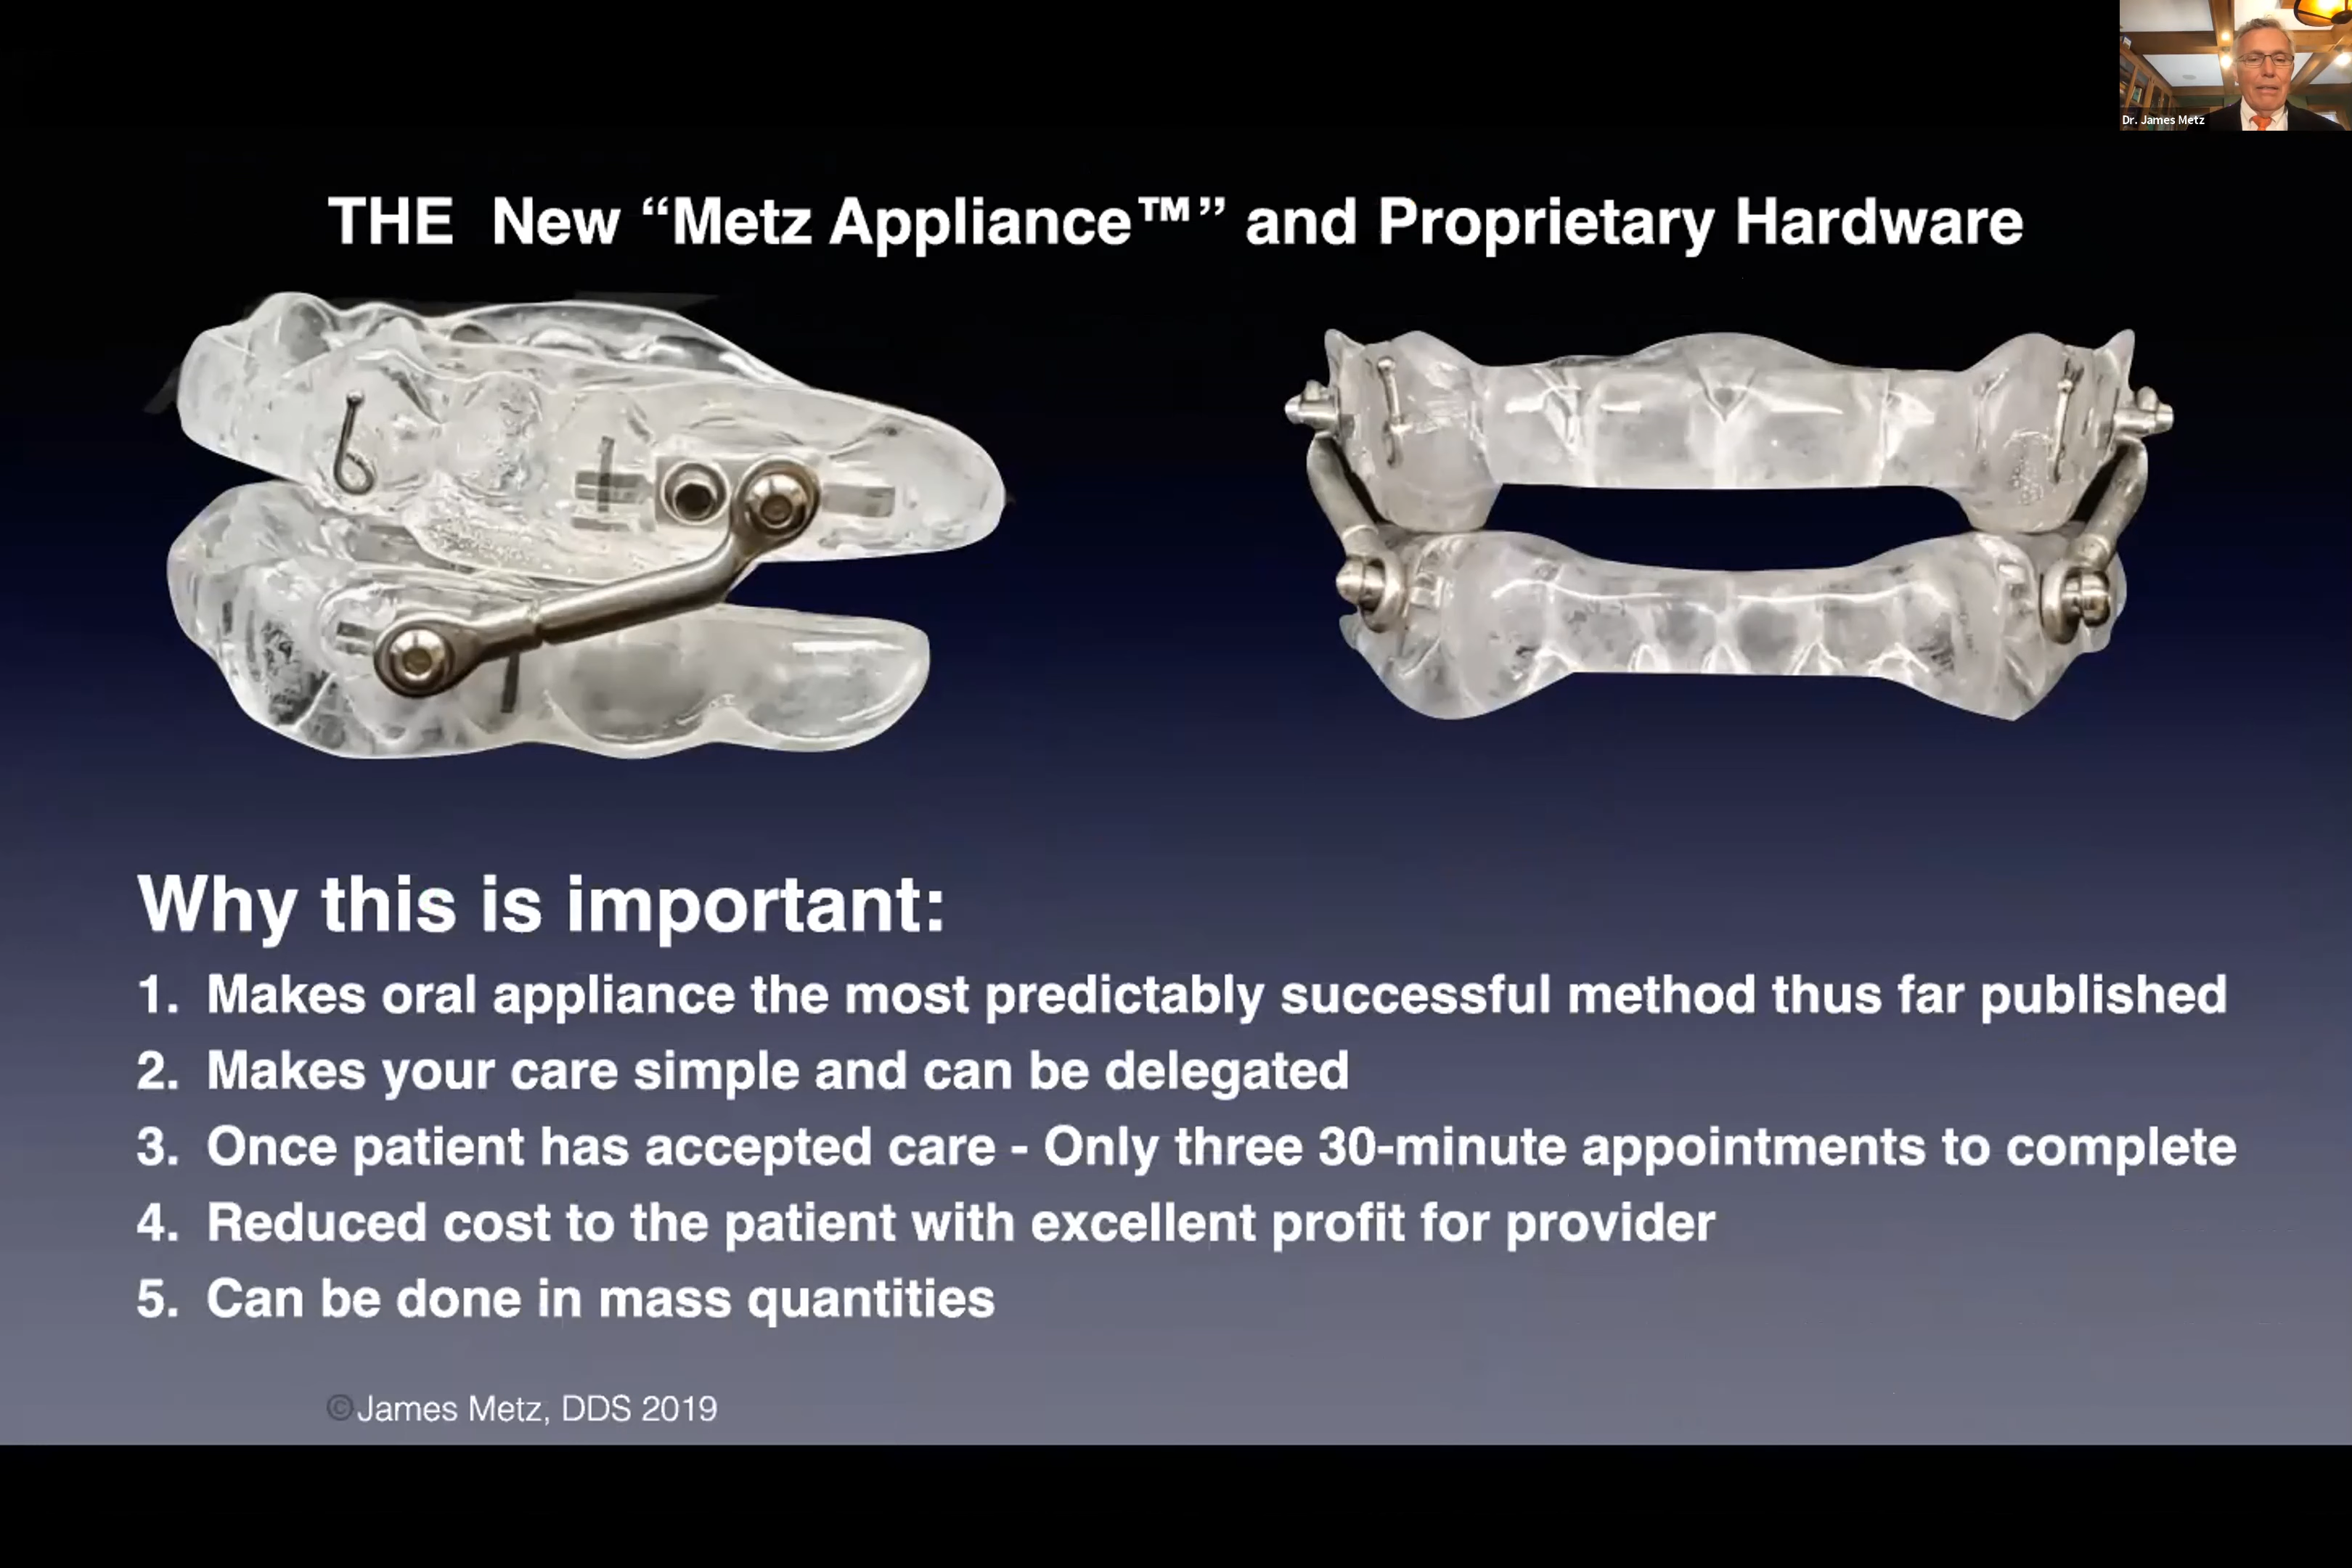 Dr. James Metz
THE New “Metz Appliance™” and Proprietary Hardware
Why this is important:
1. Makes oral appliance the most predictably successful method thus far published
2. Makes your care simple and can be delegated
3. Once patient has accepted care - Only three 30-minute appointments to complete
4. Reduced cost to the patient with excellent profit for provider
5. Can be done in mass quantities
©James Metz, DDS 2019